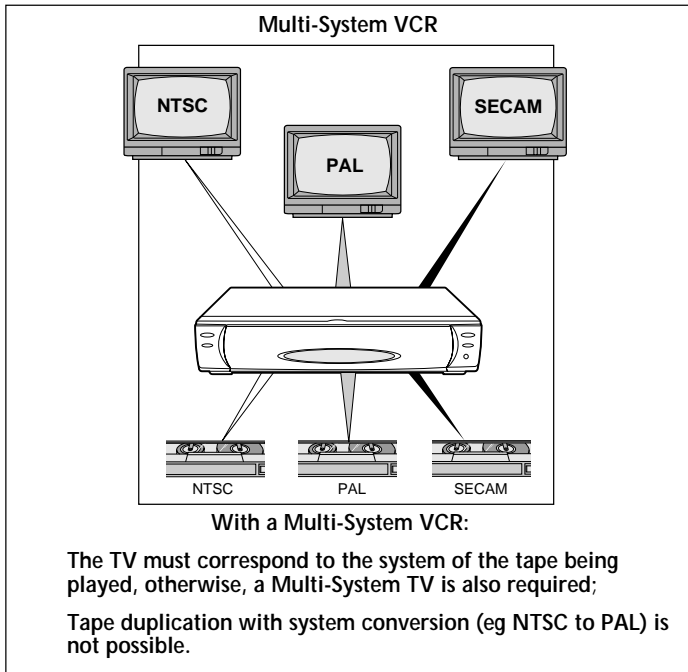 Multi-System VCR
NTSC
SECAM
PAL
NTSC
PAL
SECAM
With a Multi-System VCR:
The TV must correspond to the system of the tape being
played, otherwise, a Multi-System TV is also required;
Tape duplication with system conversion (eg NTSC to PAL) is
not possible.